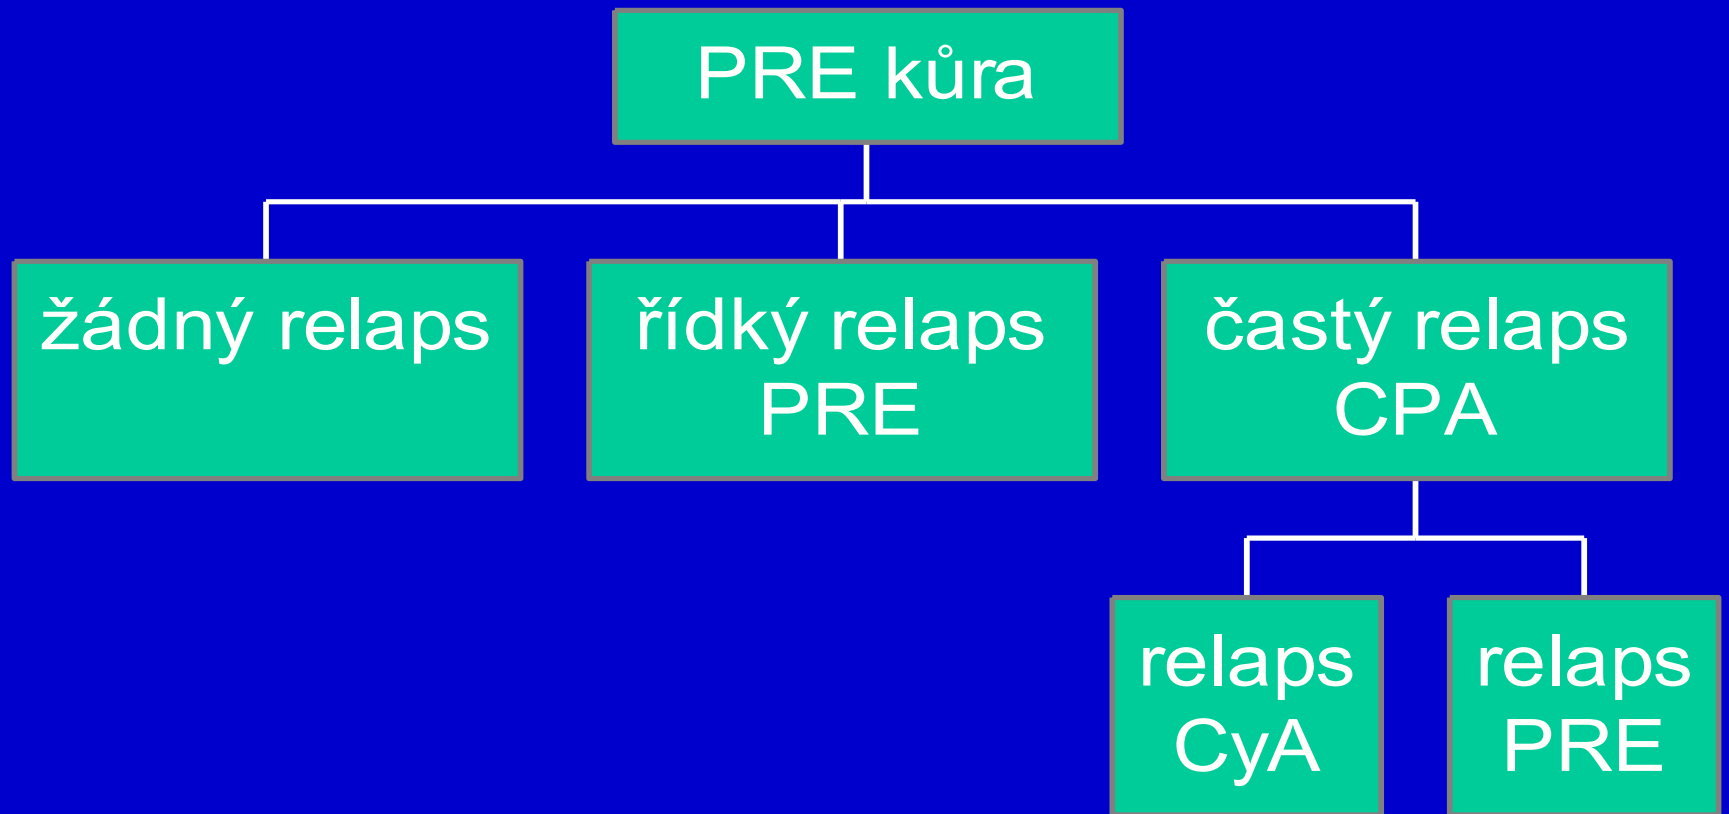 PRE kůra
žádný relaps
řídký relaps
PRE
častý relaps
CPA
relaps
CyA
relaps
PRE